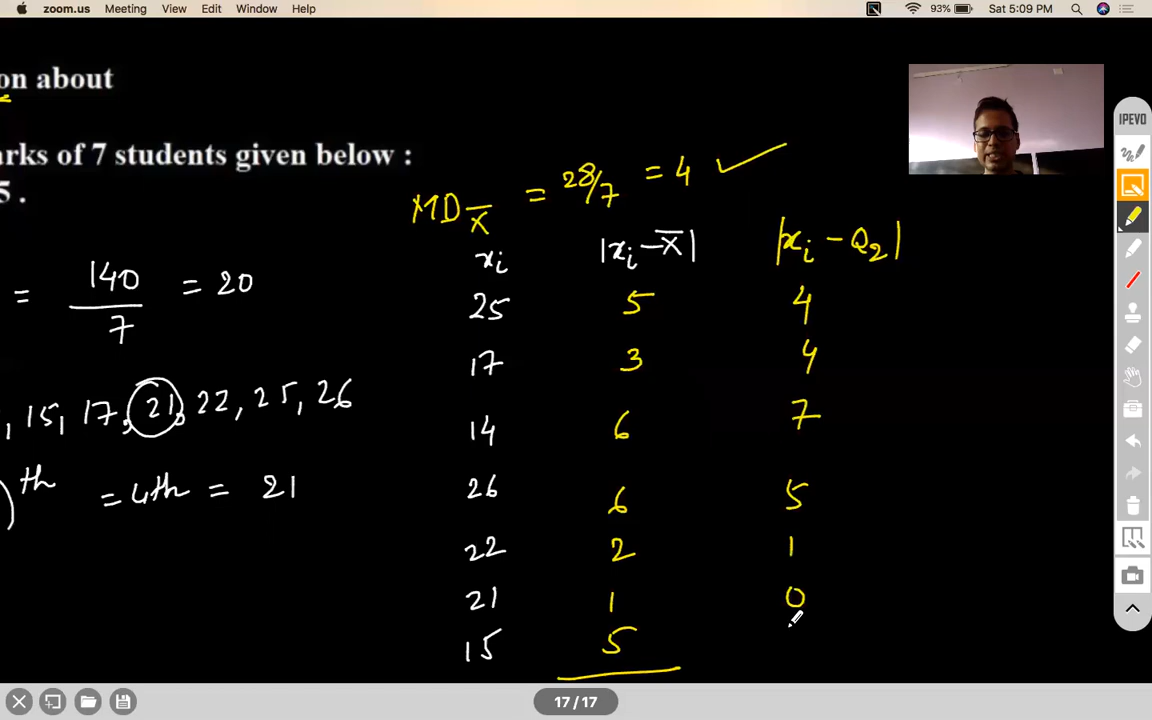 zoom.us Meeting View Edit Window Help 93% Sat 5:09 PM
on about
IPEVO
arks of 7 students given below :
5 .
MD x̅ = 28/7 = 4 ✓
xi |xi - x̅| |xi - Q2|
= 140/7 = 20
25 5 4
17 3 4
, 15, 17, 21, 22, 25, 26
14 6 7
)th = 4th = 21
26 6 5
22 2 1
21 1 0
15 5
17 / 17